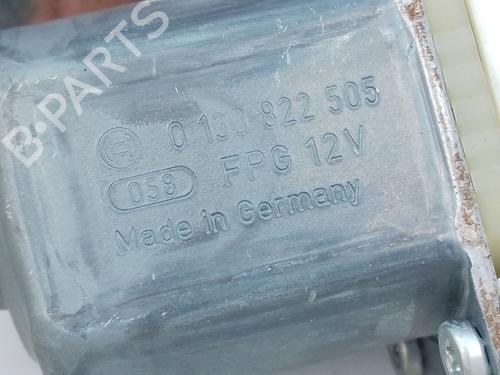 B-PARTS
0 130 822 505
058 FPG 12V
Made in Germany